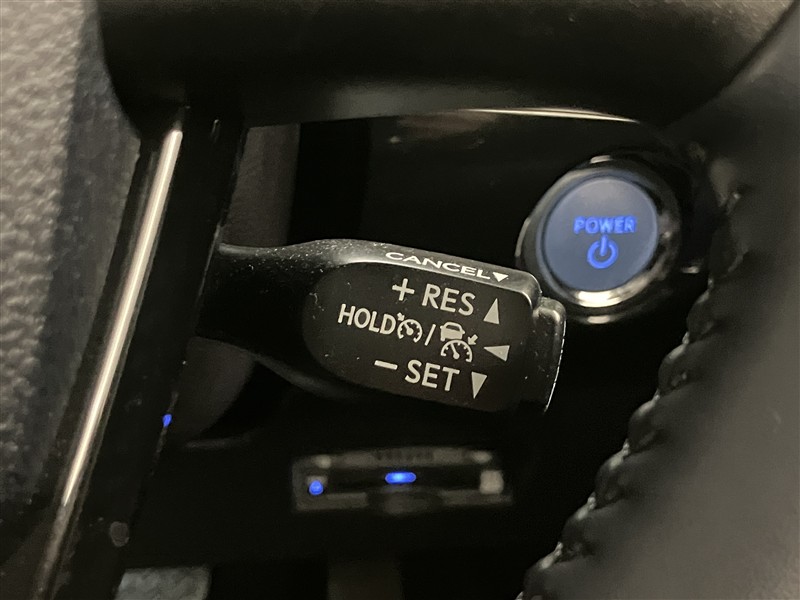 CANCEL▼
+ RES ▲
HOLD / ◀
− SET ▼
POWER